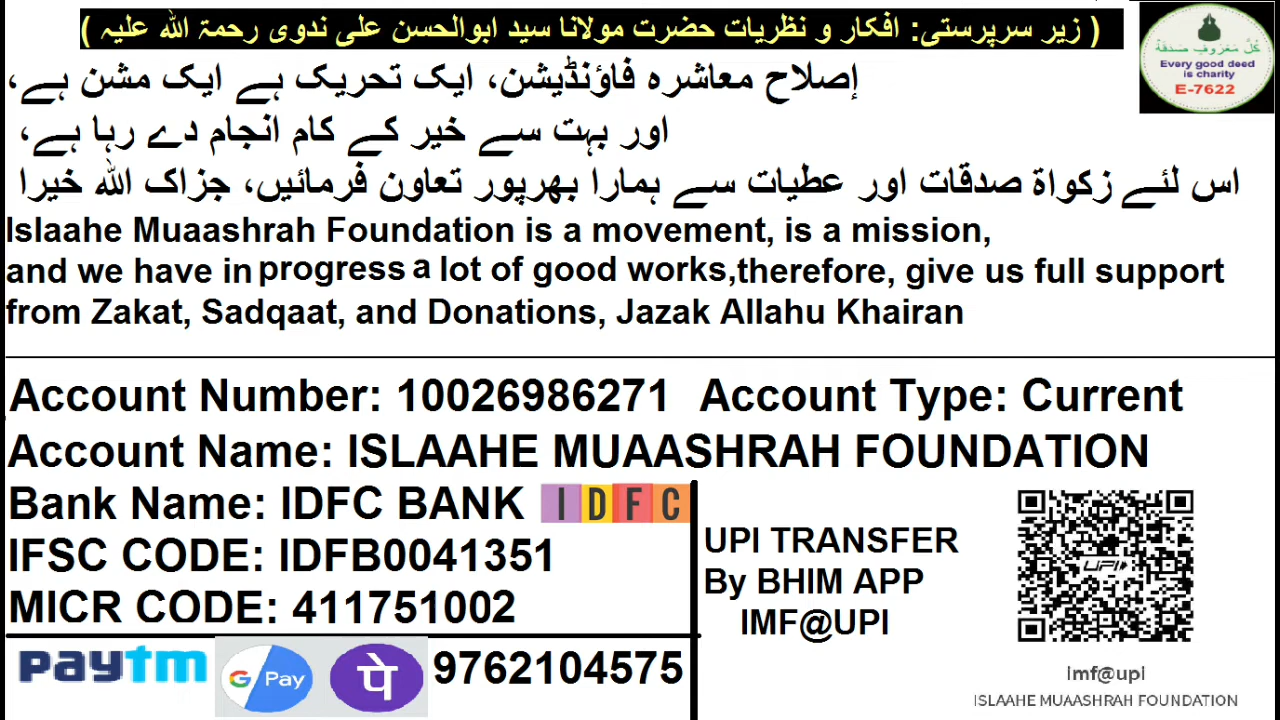 ( زیر سرپرستی: افکار و نظریات حضرت مولانا سید ابوالحسن علی ندوی رحمۃ اللہ علیہ )
كُلُّ مَعْرُوفٍ صَدَقَةٌ
Every good deed
is charity
E-7622
إصلاح معاشرہ فاؤنڈیشن، ایک تحریک ہے ایک مشن ہے،
اور بہت سے خیر کے کام انجام دے رہا ہے،
اس لئے زکواة صدقات اور عطیات سے ہمارا بھرپور تعاون فرمائیں، جزاک اللہ خیرا
Islaahe Muaashrah Foundation is a movement, is a mission,
and we have in progress a lot of good works,therefore, give us full support
from Zakat, Sadqaat, and Donations, Jazak Allahu Khairan
Account Number: 10026986271 Account Type: Current
Account Name: ISLAAHE MUAASHRAH FOUNDATION
Bank Name: IDFC BANK IDFC
IFSC CODE: IDFB0041351
MICR CODE: 411751002
UPI TRANSFER
By BHIM APP
IMF@UPI
UPI
imf@upi
ISLAAHE MUAASHRAH FOUNDATION
paytm G Pay पे 9762104575